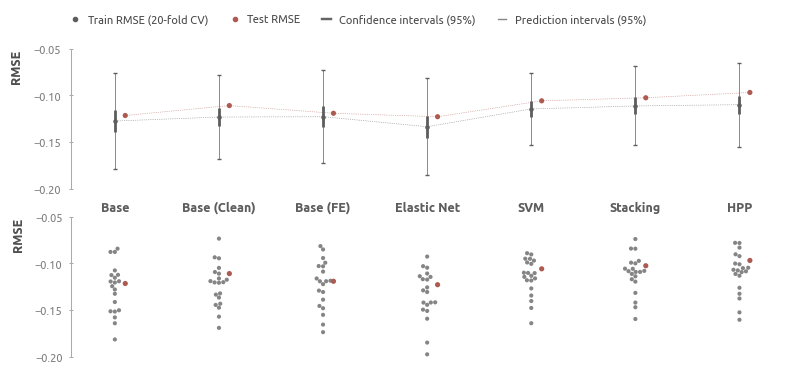 Train RMSE (20-fold CV) Test RMSE Confidence intervals (95%) Prediction intervals (95%)
RMSE
−0.05
−0.10
−0.15
−0.20
Base Base (Clean) Base (FE) Elastic Net SVM Stacking HPP
RMSE
−0.05
−0.10
−0.15
−0.20